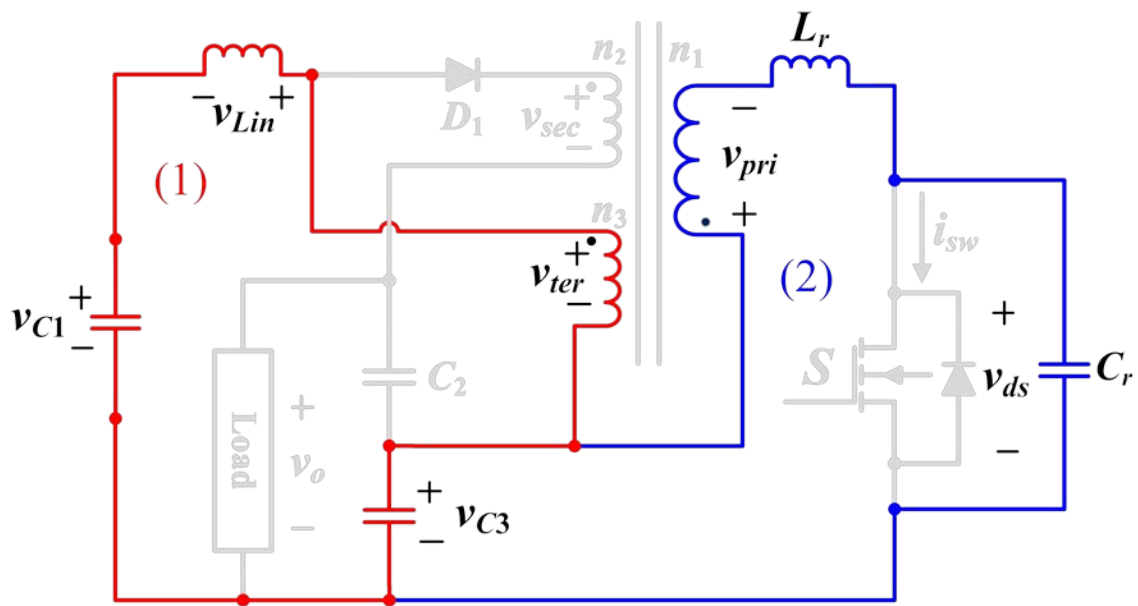 L_r
n_2
n_1
− v_Lin +
D_1
+ v_sec −
− v_pri +
(1)
n_3
i_sw
+ v_ter −
(2)
+ v_C1 −
C_2
S
+ v_ds −
C_r
Load
+ v_o −
+ v_C3 −